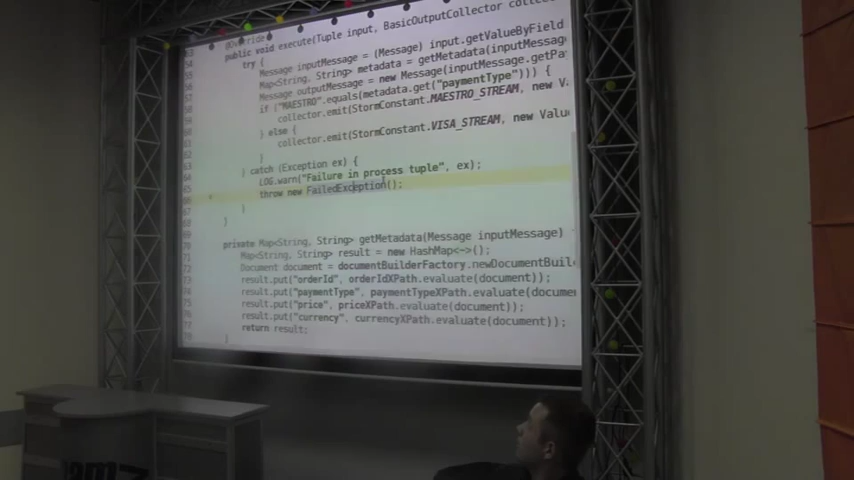 @Override
public void execute(Tuple input, BasicOutputCollector collec
try {
Message inputMessage = (Message) input.getValueByField
Map<String, String> metadata = getMetadata(inputMessag
Message outputMessage = new Message(inputMessage.getPa
if ("MAESTRO".equals(metadata.get("paymentType"))) {
collector.emit(StormConstant.MAESTRO_STREAM, new V
} else {
collector.emit(StormConstant.VISA_STREAM, new Valu
}
} catch (Exception ex) {
LOG.warn("Failure in process tuple", ex);
throw new FailedException();
}
}
private Map<String, String> getMetadata(Message inputMessage)
Map<String, String> result = new HashMap<~>();
Document document = documentBuilderFactory.newDocumentBuil
result.put("orderId", orderIdXPath.evaluate(document));
result.put("paymentType", paymentTypeXPath.evaluate(docume
result.put("price", priceXPath.evaluate(document));
result.put("currency", currencyXPath.evaluate(document));
return result;
}